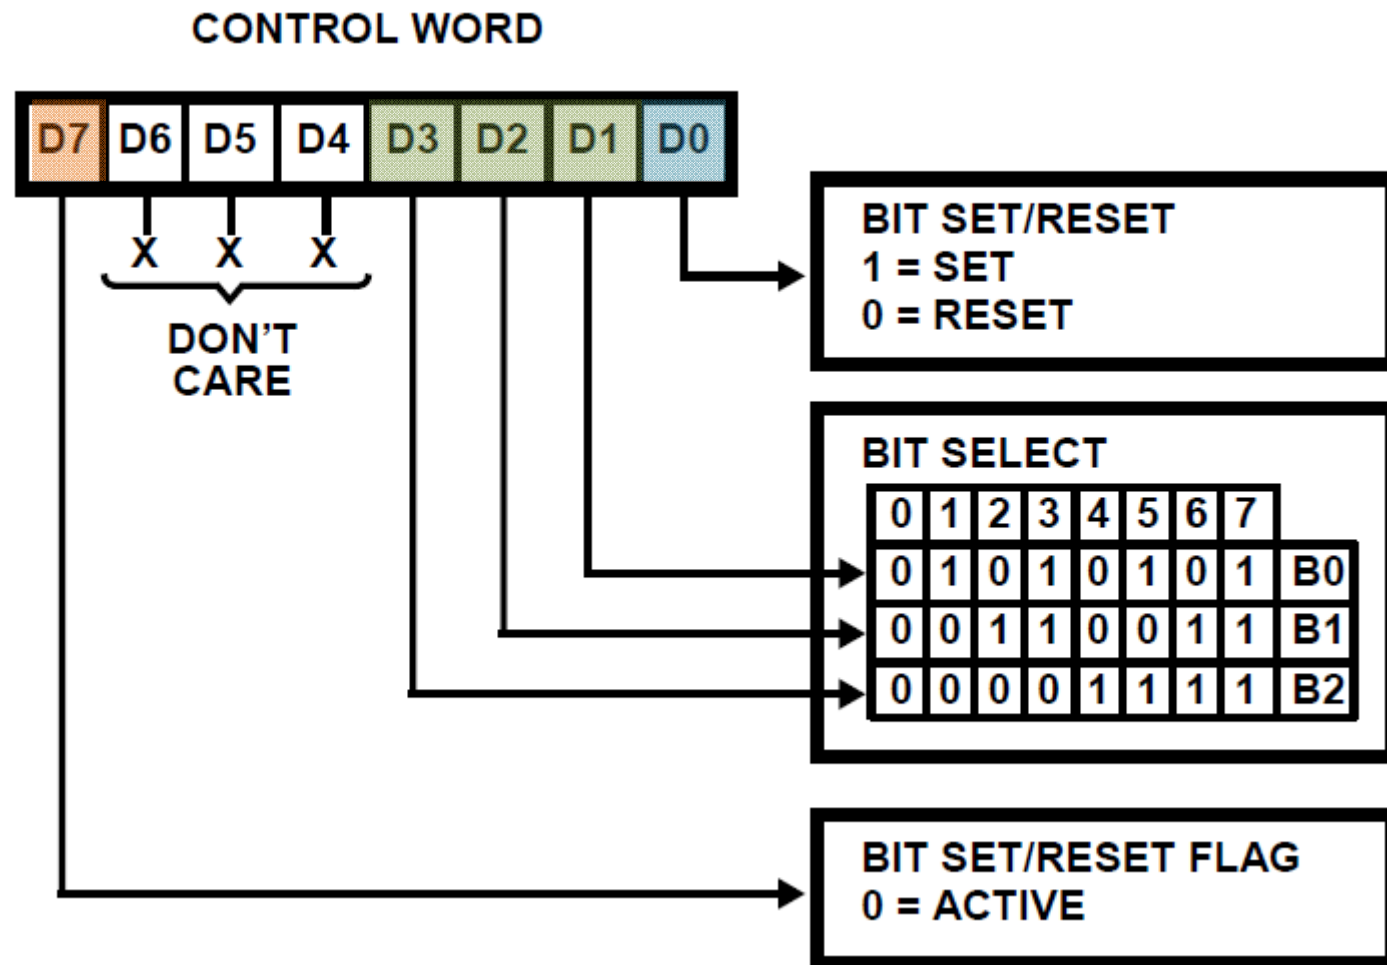 CONTROL WORD
D7 D6 D5 D4 D3 D2 D1 D0
X X X
DON'T
CARE
BIT SET/RESET
1 = SET
0 = RESET
BIT SELECT
0 1 2 3 4 5 6 7
0 1 0 1 0 1 0 1 B0
0 0 1 1 0 0 1 1 B1
0 0 0 0 1 1 1 1 B2
BIT SET/RESET FLAG
0 = ACTIVE